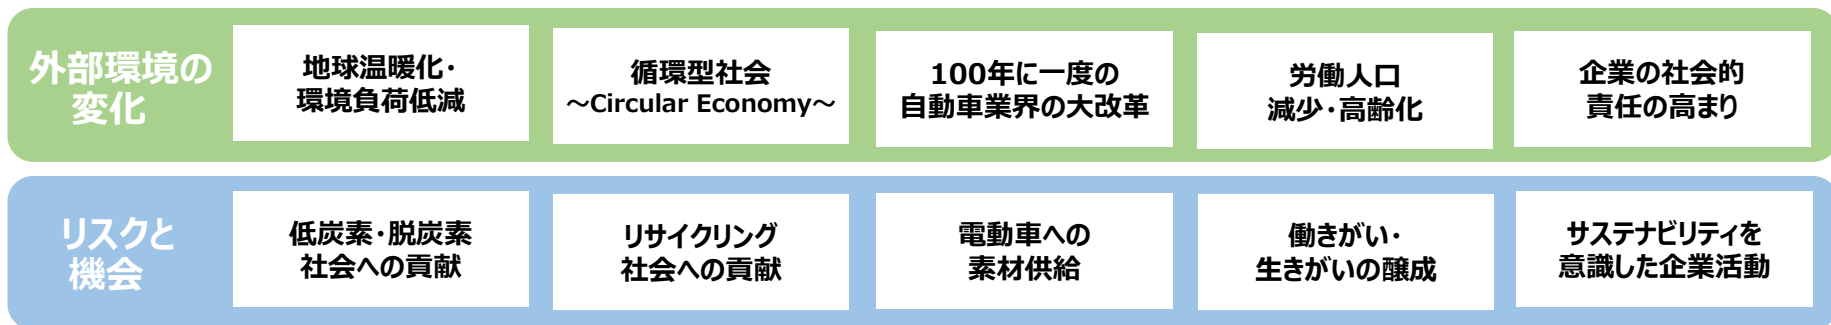 外部環境の
変化
地球温暖化・
環境負荷低減
循環型社会
～Circular Economy～
100年に一度の
自動車業界の大改革
労働人口
減少・高齢化
企業の社会的
責任の高まり
リスクと
機会
低炭素・脱炭素
社会への貢献
リサイクリング
社会への貢献
電動車への
素材供給
働きがい・
生きがいの醸成
サステナビリティを
意識した企業活動